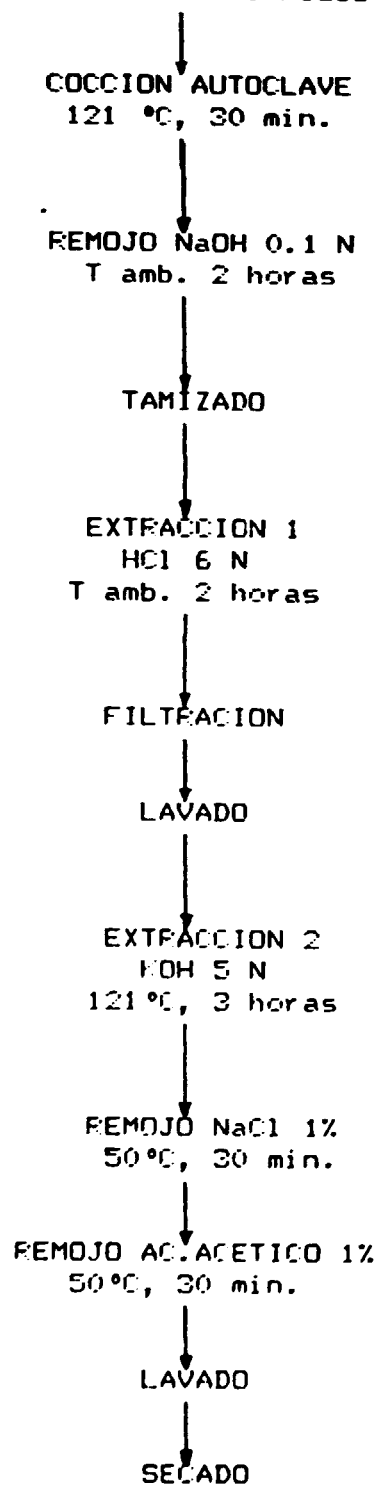 COCCION AUTOCLAVE
121 °C, 30 min.
REMOJO NaOH 0.1 N
T amb. 2 horas
TAMIZADO
EXTRACCION 1
HCl 6 N
T amb. 2 horas
FILTRACION
LAVADO
EXTRACCION 2
KOH 5 N
121°C, 3 horas
REMOJO NaCl 1%
50°C, 30 min.
REMOJO AC.ACETICO 1%
50°C, 30 min.
LAVADO
SECADO